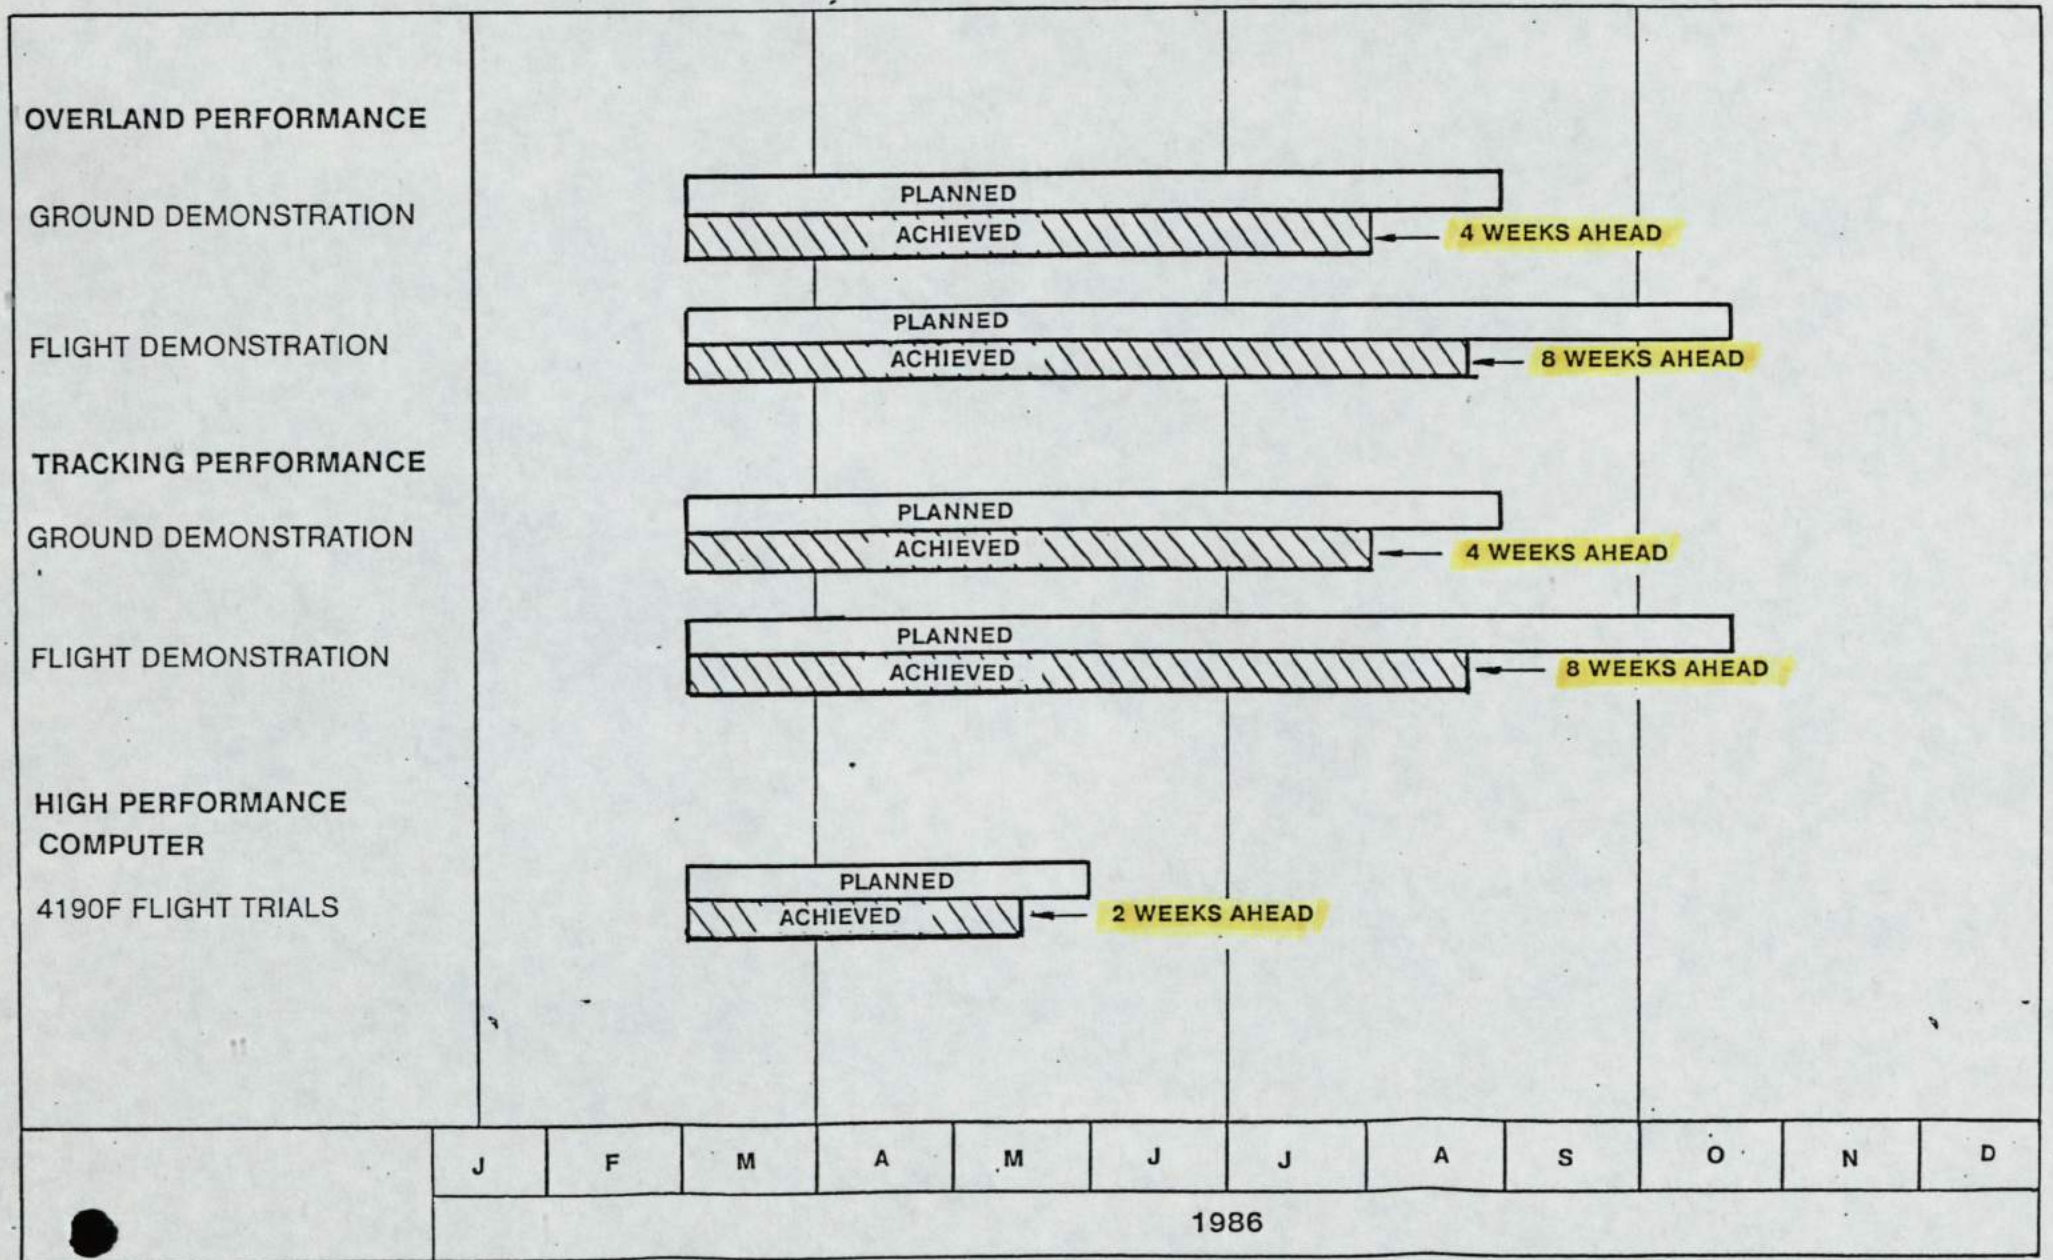 OVERLAND PERFORMANCE
GROUND DEMONSTRATION
PLANNED
ACHIEVED
4 WEEKS AHEAD
FLIGHT DEMONSTRATION
PLANNED
ACHIEVED
8 WEEKS AHEAD
TRACKING PERFORMANCE
GROUND DEMONSTRATION
PLANNED
ACHIEVED
4 WEEKS AHEAD
FLIGHT DEMONSTRATION
PLANNED
ACHIEVED
8 WEEKS AHEAD
HIGH PERFORMANCE
COMPUTER
4190F FLIGHT TRIALS
PLANNED
ACHIEVED
2 WEEKS AHEAD
J F M A M J J A S O N D
1986